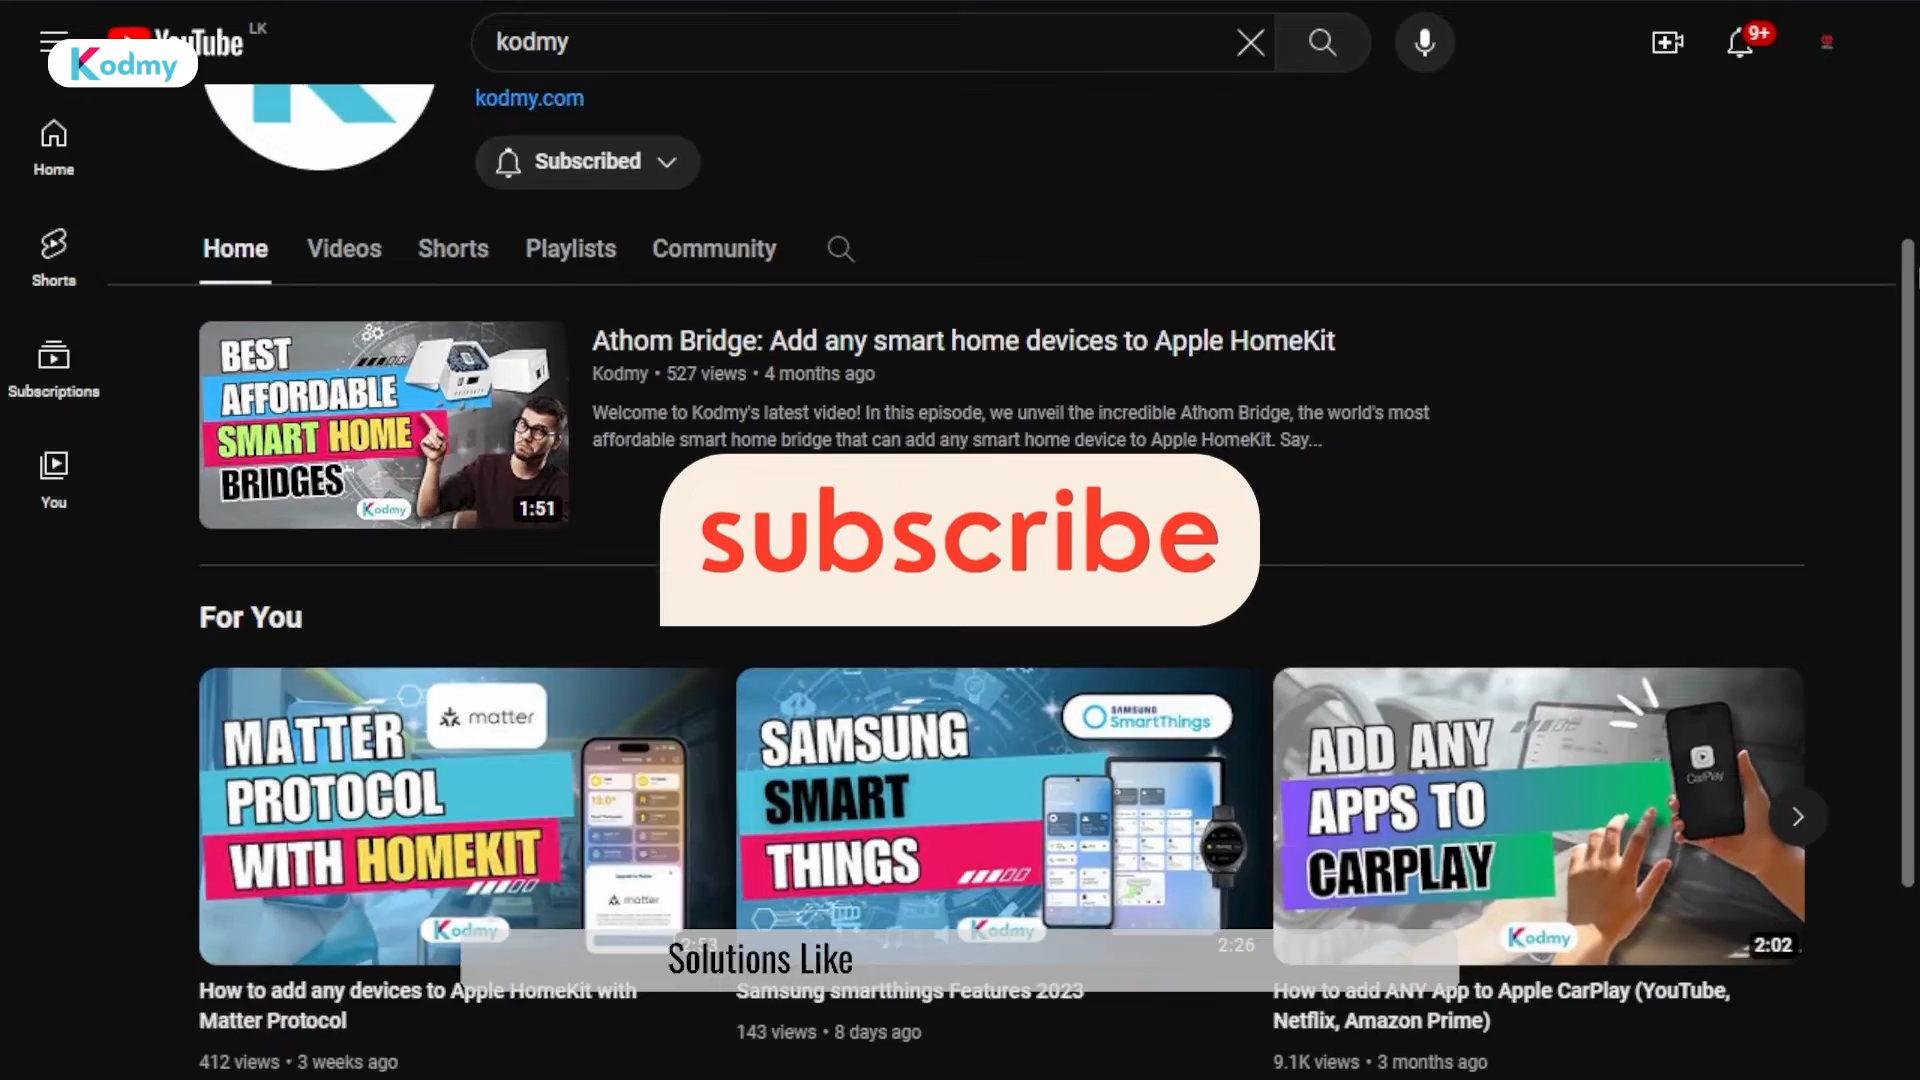 YouTube LK
kodmy
9+
Kodmy
kodmy.com
Subscribed
Home
Shorts
Subscriptions
You
Home Videos Shorts Playlists Community
BEST
AFFORDABLE
SMART HOME
BRIDGES
Kodmy
1:51
Athom Bridge: Add any smart home devices to Apple HomeKit
Kodmy • 527 views • 4 months ago
Welcome to Kodmy's latest video! In this episode, we unveil the incredible Athom Bridge, the world's most
affordable smart home bridge that can add any smart home device to Apple HomeKit. Say...
subscribe
For You
MATTER
PROTOCOL
WITH HOMEKIT
matter
matter
Kodmy
2:53
How to add any devices to Apple HomeKit with
Matter Protocol
412 views • 3 weeks ago
SAMSUNG
SMART
THINGS
SAMSUNG
SmartThings
Kodmy
2:26
Samsung smartthings Features 2023
143 views • 8 days ago
ADD ANY
APPS TO
CARPLAY
CarPlay
Kodmy
2:02
How to add ANY App to Apple CarPlay (YouTube,
Netflix, Amazon Prime)
9.1K views • 3 months ago
Solutions Like